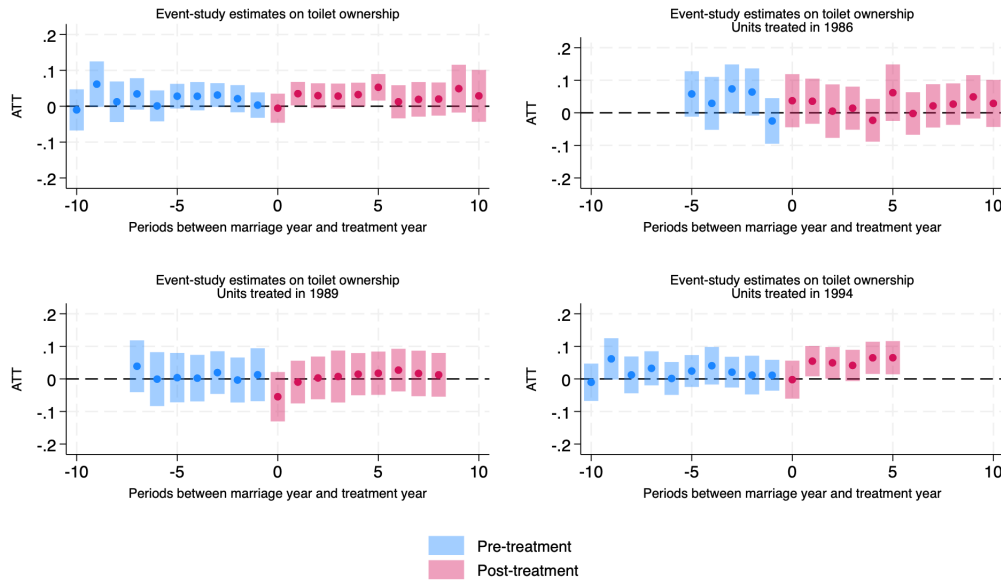 Event-study estimates on toilet ownership
.2
.1
0
-.1
-.2
ATT
-10
-5
0
5
10
Periods between marriage year and treatment year
Event-study estimates on toilet ownership
Units treated in 1986
.2
.1
0
-.1
-.2
ATT
-10
-5
0
5
10
Periods between marriage year and treatment year
Event-study estimates on toilet ownership
Units treated in 1989
.2
.1
0
-.1
-.2
ATT
-10
-5
0
5
10
Periods between marriage year and treatment year
Event-study estimates on toilet ownership
Units treated in 1994
.2
.1
0
-.1
-.2
ATT
-10
-5
0
5
10
Periods between marriage year and treatment year
Pre-treatment
Post-treatment